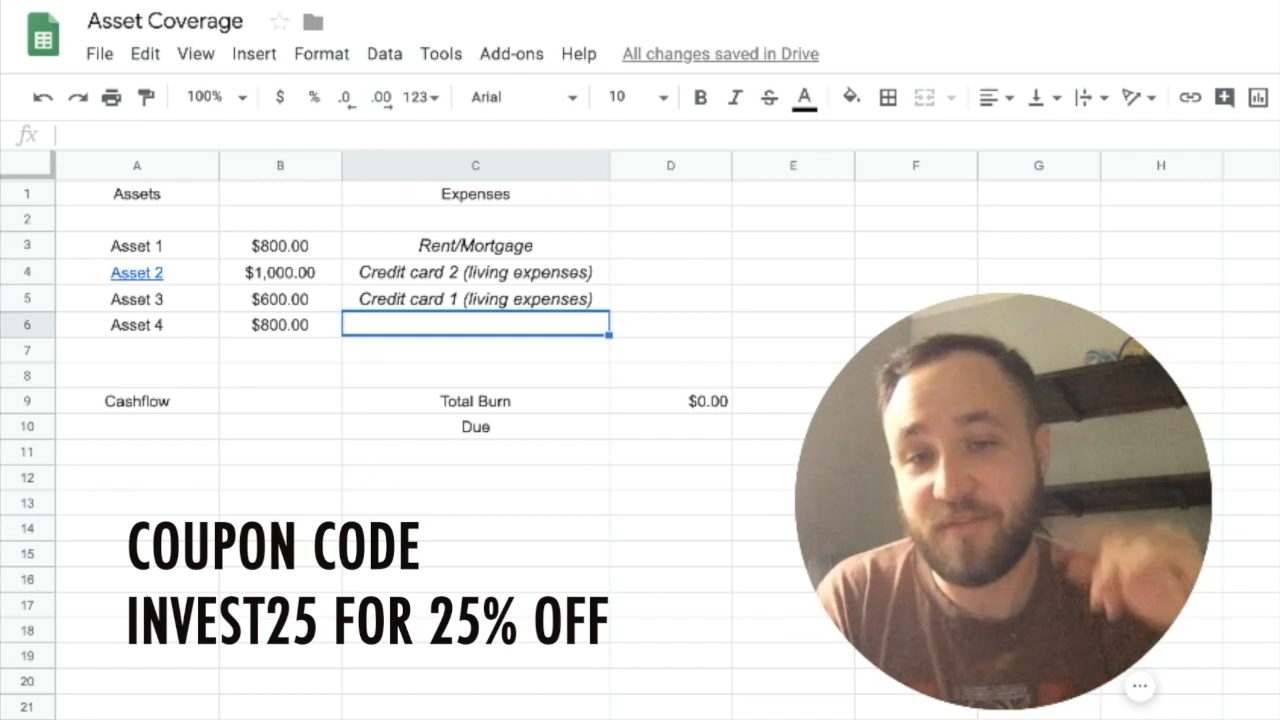 Asset Coverage
File Edit View Insert Format Data Tools Add-ons Help All changes saved in Drive
100% $ % .0 .00 123 Arial 10 B I S A
fx
A B C D E F G H
1 Assets Expenses
2
3 Asset 1 $800.00 Rent/Mortgage
4 Asset 2 $1,000.00 Credit card 2 (living expenses)
5 Asset 3 $600.00 Credit card 1 (living expenses)
6 Asset 4 $800.00
7
8
9 Cashflow Total Burn $0.00
10 Due
11
12
13
14
15
16
17
18
19
20
21
COUPON CODE
INVEST25 FOR 25% OFF